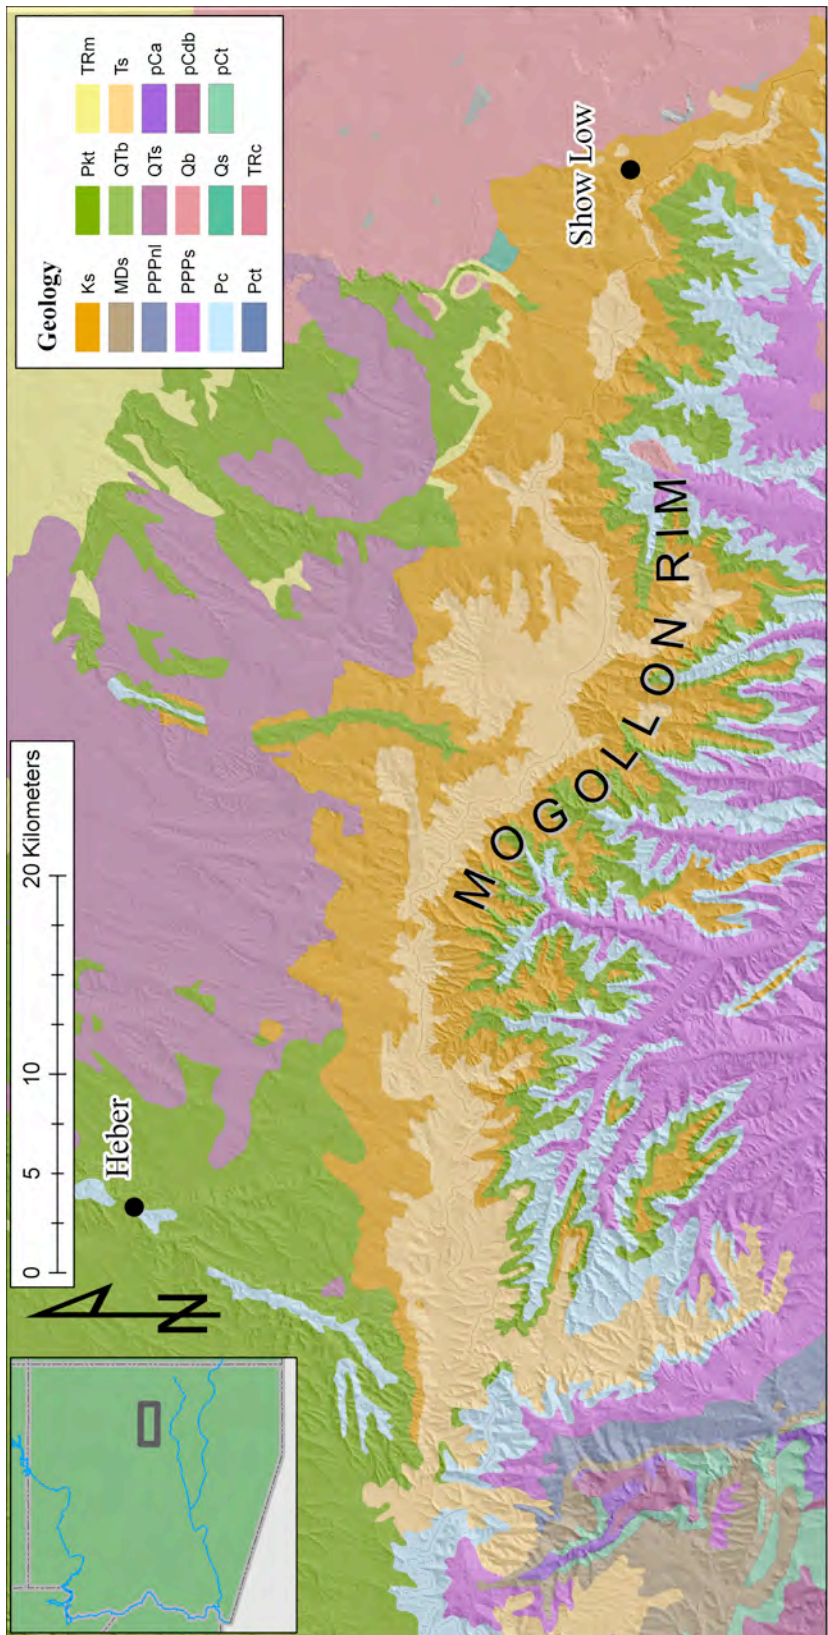 Geology
Ks
MDs
PPPnl
PPPs
Pc
Pct
Pkt
QTb
QTs
Qb
Qs
TRc
TRm
Ts
pCa
pCdb
pCt
0 5 10 20 Kilometers
N
Heber
Show Low
MOGOLLON RIM